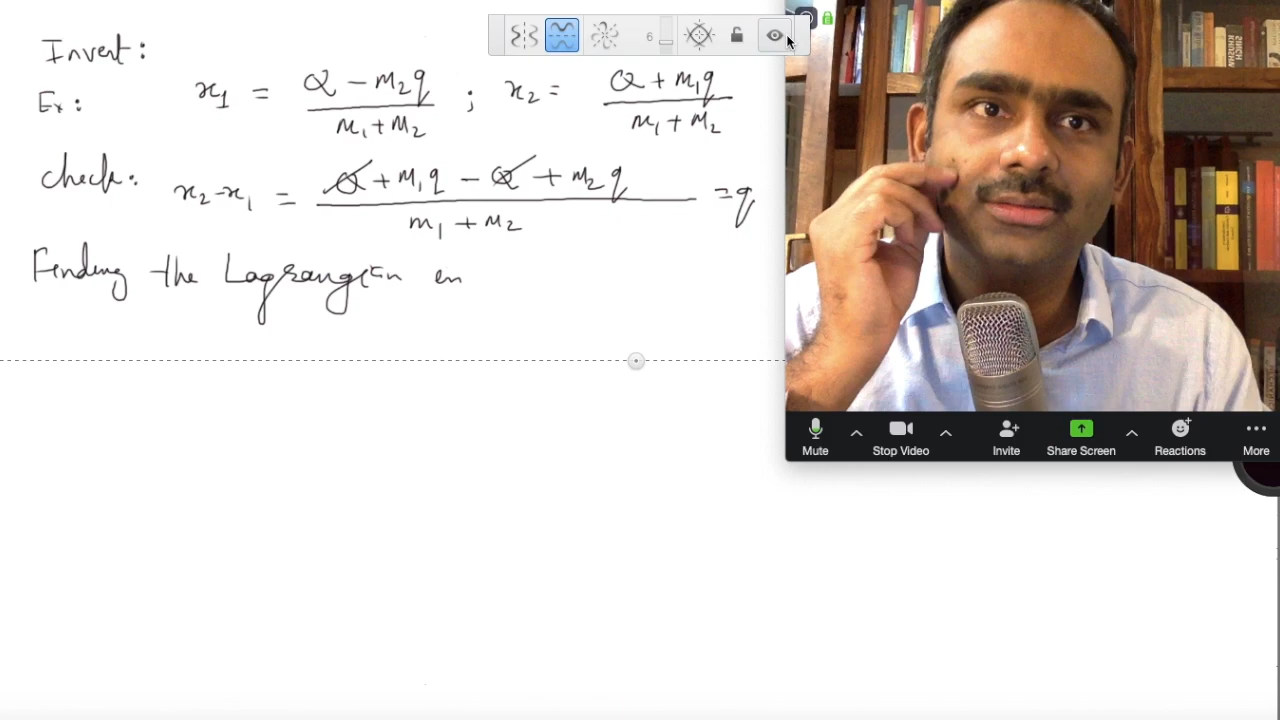 Invert:
Ex: x₁ = (Q − m₂q)/(m₁ + m₂) ; x₂ = (Q + m₁q)/(m₁ + m₂)
Check: x₂−x₁ = (Q + m₁q − Q + m₂q)/(m₁ + m₂) = q
Finding the Lagrangian in
6
Mute Stop Video Invite Share Screen Reactions More